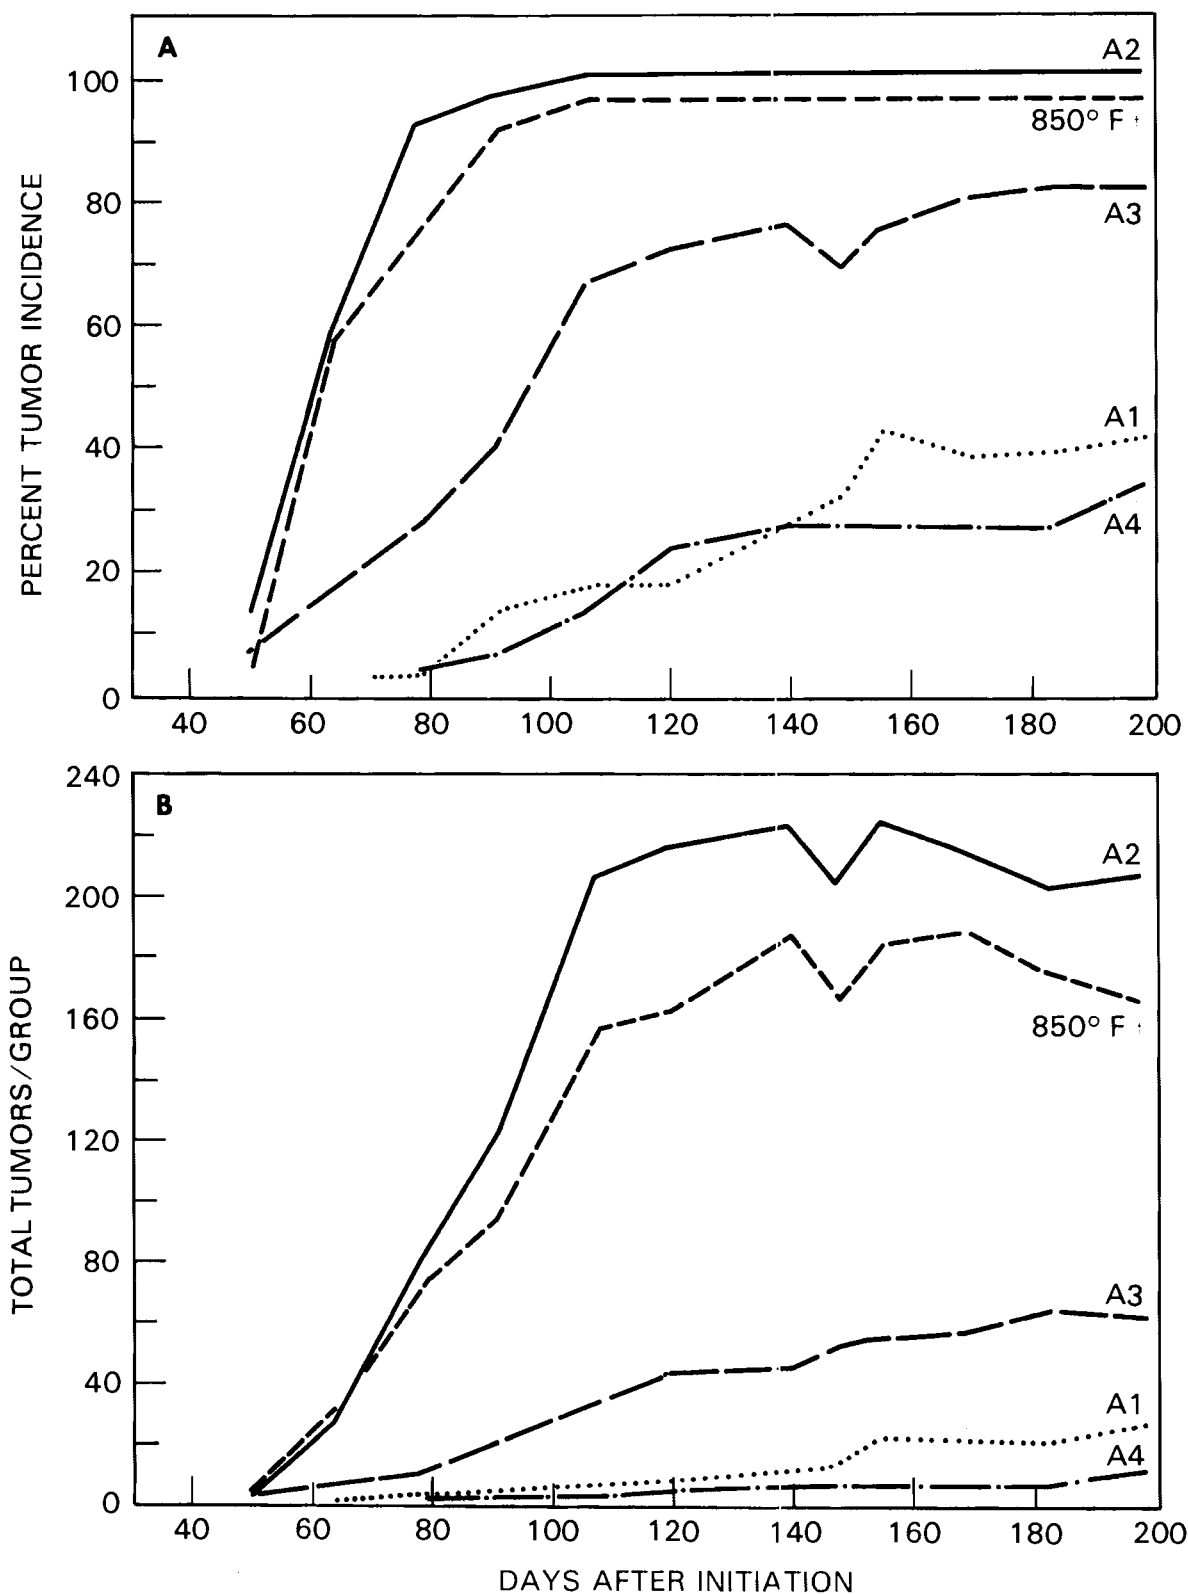 A
A2
100
850° F
80
A3
60
A1
40
A4
20
0
40 60 80 100 120 140 160 180 200
PERCENT TUMOR INCIDENCE
240
B
A2
200
160
850° F
120
80
A3
40
A1
A4
0
40 60 80 100 120 140 160 180 200
TOTAL TUMORS/GROUP
DAYS AFTER INITIATION